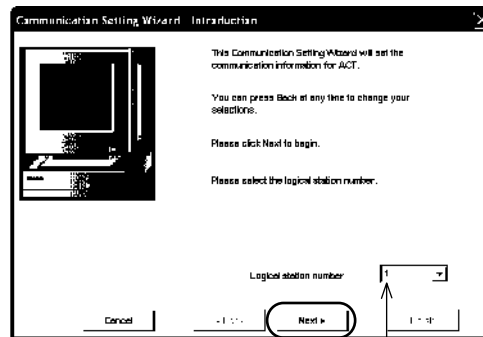 Communication Setting Wizard Introduction
This Communication Setting Wizard will set the
communication information for ACT.
You can press Back at any time to change your
selections.
Please click Next to begin.
Please select the logical station number.
Logical station number 1
Cancel Next > Finish